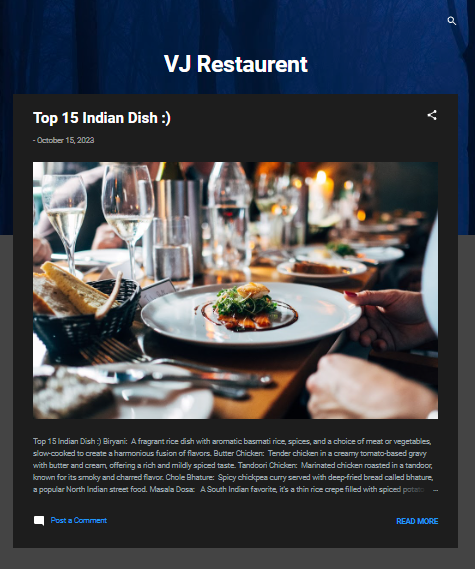 VJ Restaurent
Top 15 Indian Dish :)
- October 15, 2023
Top 15 Indian Dish :) Biryani: A fragrant rice dish with aromatic basmati rice, spices, and a choice of meat or vegetables,
slow-cooked to create a harmonious fusion of flavors. Butter Chicken: Tender chicken in a creamy tomato-based gravy
with butter and cream, offering a rich and mildly spiced taste. Tandoori Chicken: Marinated chicken roasted in a tandoor,
known for its smoky and charred flavor. Chole Bhature: Spicy chickpea curry served with deep-fried bread called bhature,
a popular North Indian street food. Masala Dosa: A South Indian favorite, it's a thin rice crepe filled with spiced potato ...
Post a Comment
READ MORE